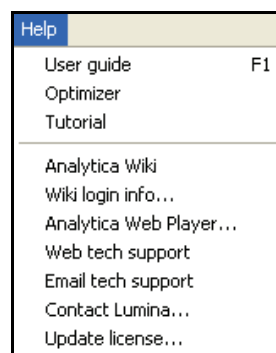 Help
User guide F1
Optimizer
Tutorial
Analytica Wiki
Wiki login info...
Analytica Web Player...
Web tech support
Email tech support
Contact Lumina...
Update license...